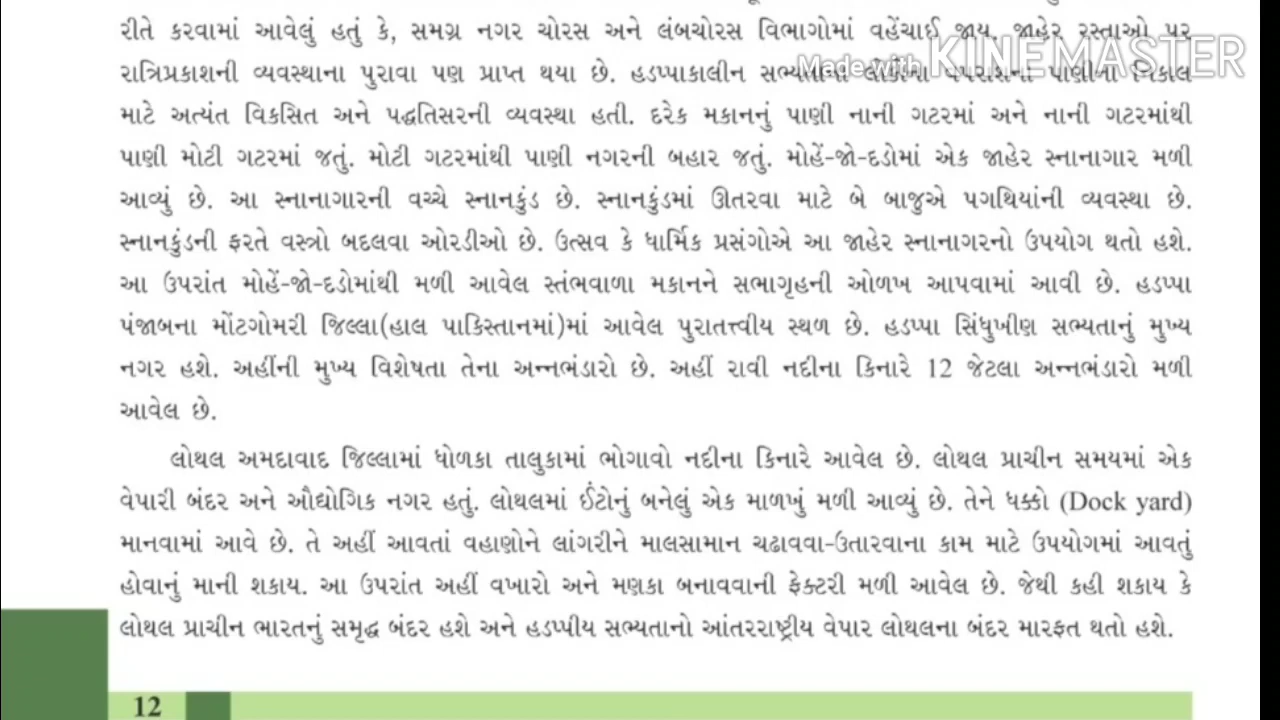 રીતે કરવામાં આવેલું હતું કે, સમગ્ર નગર ચોરસ અને લંબચોરસ વિભાગોમાં વહેંચાઈ જાય. જાહેર રસ્તાઓ પર
Made with KINEMASTER
રાત્રિપ્રકાશની વ્યવસ્થાના પુરાવા પણ પ્રાપ્ત થયા છે. હડપ્પાકાલીન સભ્યતાના લોકોના વપરાશના પાણીના નિકાલ
માટે અત્યંત વિકસિત અને પદ્ધતિસરની વ્યવસ્થા હતી. દરેક મકાનનું પાણી નાની ગટરમાં અને નાની ગટરમાંથી
પાણી મોટી ગટરમાં જતું. મોટી ગટરમાંથી પાણી નગરની બહાર જતું. મોહેં-જો-દડોમાં એક જાહેર સ્નાનાગાર મળી
આવ્યું છે. આ સ્નાનાગારની વચ્ચે સ્નાનકુંડ છે. સ્નાનકુંડમાં ઊતરવા માટે બે બાજુએ પગથિયાંની વ્યવસ્થા છે.
સ્નાનકુંડની ફરતે વસ્ત્રો બદલવા ઓરડીઓ છે. ઉત્સવ કે ધાર્મિક પ્રસંગોએ આ જાહેર સ્નાનાગરનો ઉપયોગ થતો હશે.
આ ઉપરાંત મોહેં-જો-દડોમાંથી મળી આવેલ સ્તંભવાળા મકાનને સભાગૃહની ઓળખ આપવામાં આવી છે. હડપ્પા
પંજાબના મોંટગોમરી જિલ્લા(હાલ પાકિસ્તાનમાં)માં આવેલ પુરાતત્ત્વીય સ્થળ છે. હડપ્પા સિંધુખીણ સભ્યતાનું મુખ્ય
નગર હશે. અહીંની મુખ્ય વિશેષતા તેના અન્નભંડારો છે. અહીં રાવી નદીના કિનારે 12 જેટલા અન્નભંડારો મળી
આવેલ છે.
લોથલ અમદાવાદ જિલ્લામાં ધોળકા તાલુકામાં ભોગાવો નદીના કિનારે આવેલ છે. લોથલ પ્રાચીન સમયમાં એક
વેપારી બંદર અને ઔદ્યોગિક નગર હતું. લોથલમાં ઈંટોનું બનેલું એક માળખું મળી આવ્યું છે. તેને ધક્કો (Dock yard)
માનવામાં આવે છે. તે અહીં આવતાં વહાણોને લાંગરીને માલસામાન ચઢાવવા-ઉતારવાના કામ માટે ઉપયોગમાં આવતું
હોવાનું માની શકાય. આ ઉપરાંત અહીં વખારો અને મણકા બનાવવાની ફેક્ટરી મળી આવેલ છે. જેથી કહી શકાય કે
લોથલ પ્રાચીન ભારતનું સમૃદ્ધ બંદર હશે અને હડપ્પીય સભ્યતાનો આંતરરાષ્ટ્રીય વેપાર લોથલના બંદર મારફત થતો હશે.
12